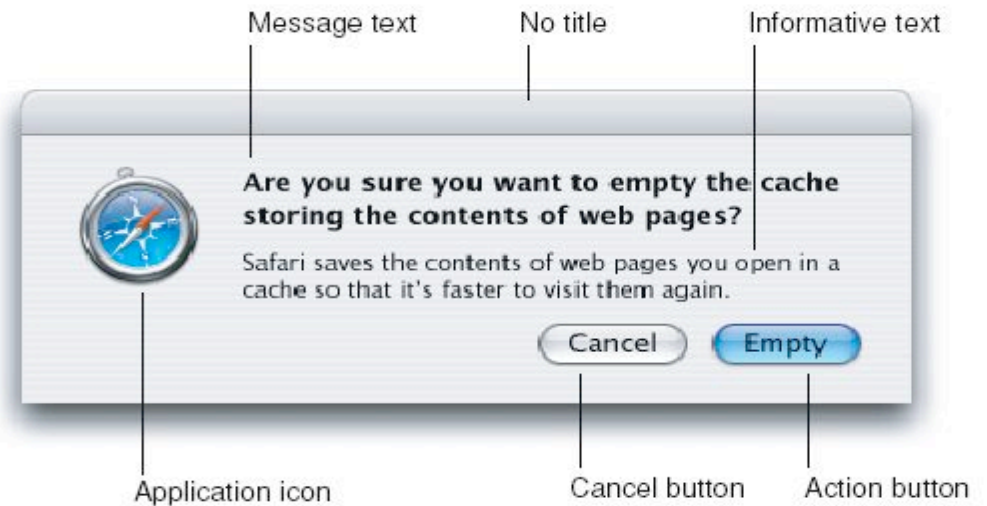 Message text No title Informative text
Are you sure you want to empty the cache
storing the contents of web pages?
Safari saves the contents of web pages you open in a
cache so that it's faster to visit them again.
Cancel Empty
Application icon Cancel button Action button